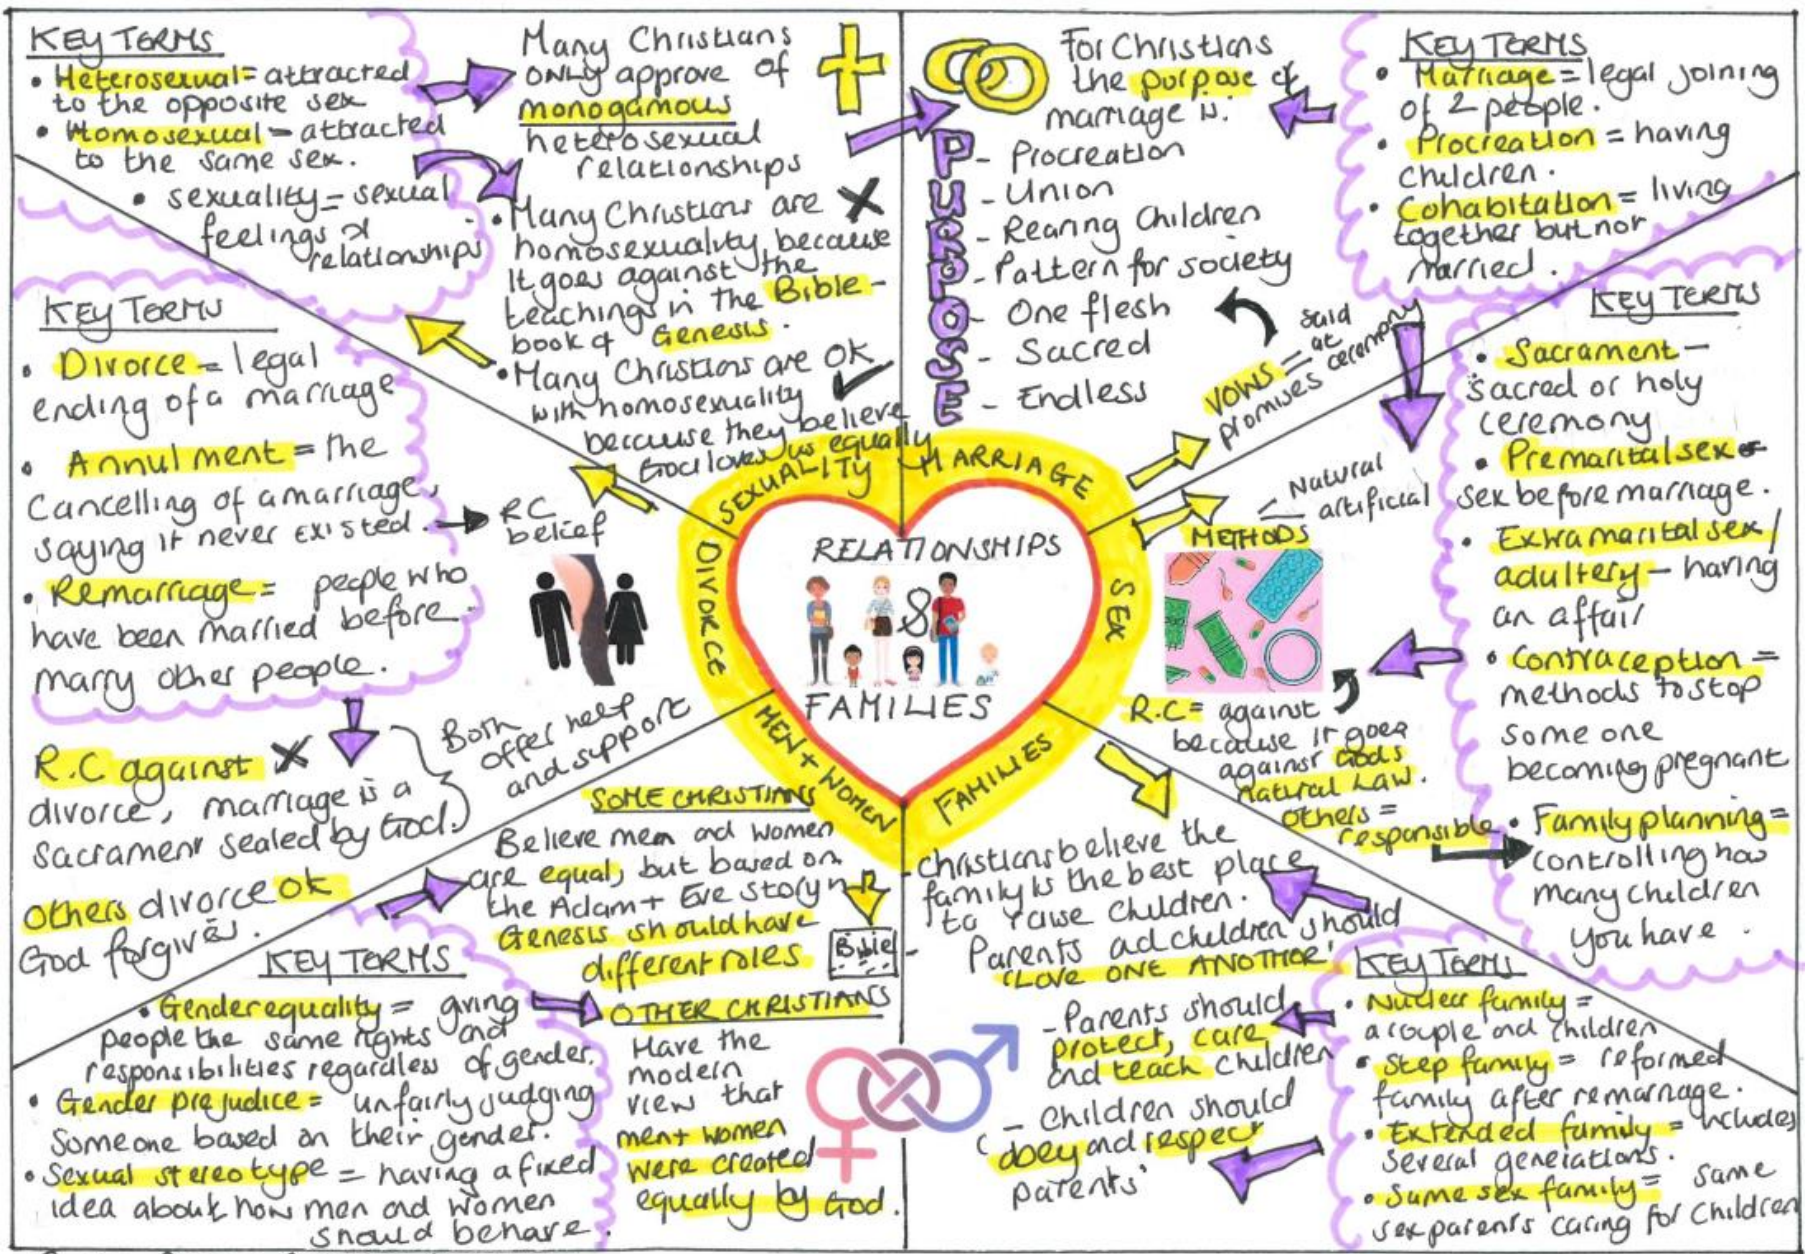 KEY TERMS
• Heterosexual = attracted
to the opposite sex
• Homosexual = attracted
to the same sex.
• sexuality = sexual
feelings &
relationships
Many Christians
ONLY approve of
monogamous
heterosexual
relationships
• Many Christians are X
homosexuality, because
it goes against the
teachings in the Bible -
book of Genesis.
• Many Christians are OK
with homosexuality ✓
because they believe
God loves us equally
For Christians
the purpose of
marriage is:
P - Procreation
U - Union
R - Rearing Children
P - Pattern for society
O - One flesh
S - Sacred
E - Endless
VOWS = said
at
promises ceremony
KEY TERMS
• Marriage = legal joining
of 2 people.
• Procreation = having
children.
• Cohabitation = living
together but not
married.
KEY TERMS
• Sacrament -
sacred or holy
ceremony
• Premarital sex =
sex before marriage.
• Extramarital sex/
adultery - having
an affair
• Contraception =
methods to stop
some one
becoming pregnant
• Family planning =
controlling how
many children
you have.
Natural
artificial
METHODS
R.C = against
because it goes
against Gods
natural Law.
others =
responsible
KEY TERMS
• Divorce = legal
ending of a marriage
• Annulment = the
cancelling of a marriage,
saying it never existed.
RC
belief
• Remarriage = people who
have been married before
marry other people.
R.C against X
divorce, marriage is a
sacrament sealed by God.
Others divorce ok
God forgives.
Both
offer help
and support
SEXUALITY
MARRIAGE
SEX
FAMILIES
MEN + WOMEN
DIVORCE
RELATIONSHIPS
&
FAMILIES
SOME CHRISTIANS
Believe men and women
are equal, but based on
the Adam + Eve story in
Genesis should have
different roles
Bible
OTHER CHRISTIANS
Have the
modern
view that
men + women
were created
equally by God.
KEY TERMS
• Gender equality = giving
people the same rights and
responsibilities regardless of gender.
• Gender prejudice = unfairly judging
someone based on their gender.
• Sexual stereotype = having a fixed
idea about how men and women
should behave.
- Christians believe the
family is the best place
to raise children.
- Parents and children should
'LOVE ONE ANOTHER'
- Parents should
protect, care
and teach children
- Children should
'obey and respect
parents'
KEY TERMS
• Nuclear family =
a couple and children
• Step family = reformed
family after remarriage.
• Extended family = includes
several generations.
• Same sex family = same
sex parents caring for children